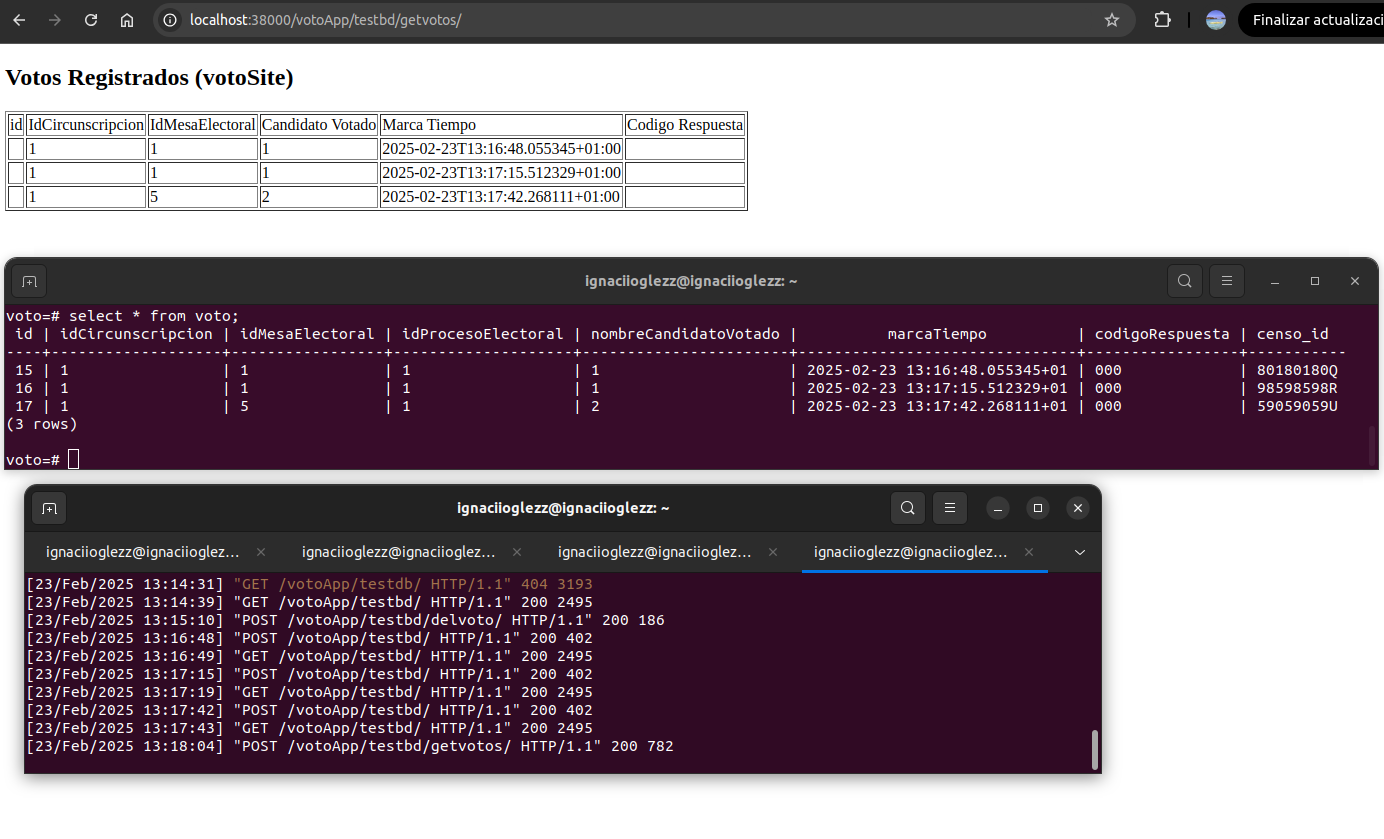 localhost:38000/votoApp/testbd/getvotos/
Finalizar actualizaci
Votos Registrados (votoSite)
id IdCircunscripcion IdMesaElectoral Candidato Votado Marca Tiempo Codigo Respuesta
1 1 1 2025-02-23T13:16:48.055345+01:00
1 1 1 2025-02-23T13:17:15.512329+01:00
1 5 2 2025-02-23T13:17:42.268111+01:00
ignaciioglezz@ignaciioglezz: ~
voto=# select * from voto;
 id | idCircunscripcion | idMesaElectoral | idProcesoElectoral | nombreCandidatoVotado |          marcaTiempo          | codigoRespuesta | censo_id
----+-------------------+-----------------+--------------------+-----------------------+-------------------------------+-----------------+-----------
 15 | 1                 | 1               | 1                  | 1                     | 2025-02-23 13:16:48.055345+01 | 000             | 80180180Q
 16 | 1                 | 1               | 1                  | 1                     | 2025-02-23 13:17:15.512329+01 | 000             | 98598598R
 17 | 1                 | 5               | 1                  | 2                     | 2025-02-23 13:17:42.268111+01 | 000             | 59059059U
(3 rows)
voto=#
ignaciioglezz@ignaciioglezz: ~
ignaciioglezz@ignaciioglez... ignaciioglezz@ignaciioglez... ignaciioglezz@ignaciioglez... ignaciioglezz@ignaciioglez...
[23/Feb/2025 13:14:31] "GET /votoApp/testdb/ HTTP/1.1" 404 3193
[23/Feb/2025 13:14:39] "GET /votoApp/testbd/ HTTP/1.1" 200 2495
[23/Feb/2025 13:15:10] "POST /votoApp/testbd/delvoto/ HTTP/1.1" 200 186
[23/Feb/2025 13:16:48] "POST /votoApp/testbd/ HTTP/1.1" 200 402
[23/Feb/2025 13:16:49] "GET /votoApp/testbd/ HTTP/1.1" 200 2495
[23/Feb/2025 13:17:15] "POST /votoApp/testbd/ HTTP/1.1" 200 402
[23/Feb/2025 13:17:19] "GET /votoApp/testbd/ HTTP/1.1" 200 2495
[23/Feb/2025 13:17:42] "POST /votoApp/testbd/ HTTP/1.1" 200 402
[23/Feb/2025 13:17:43] "GET /votoApp/testbd/ HTTP/1.1" 200 2495
[23/Feb/2025 13:18:04] "POST /votoApp/testbd/getvotos/ HTTP/1.1" 200 782